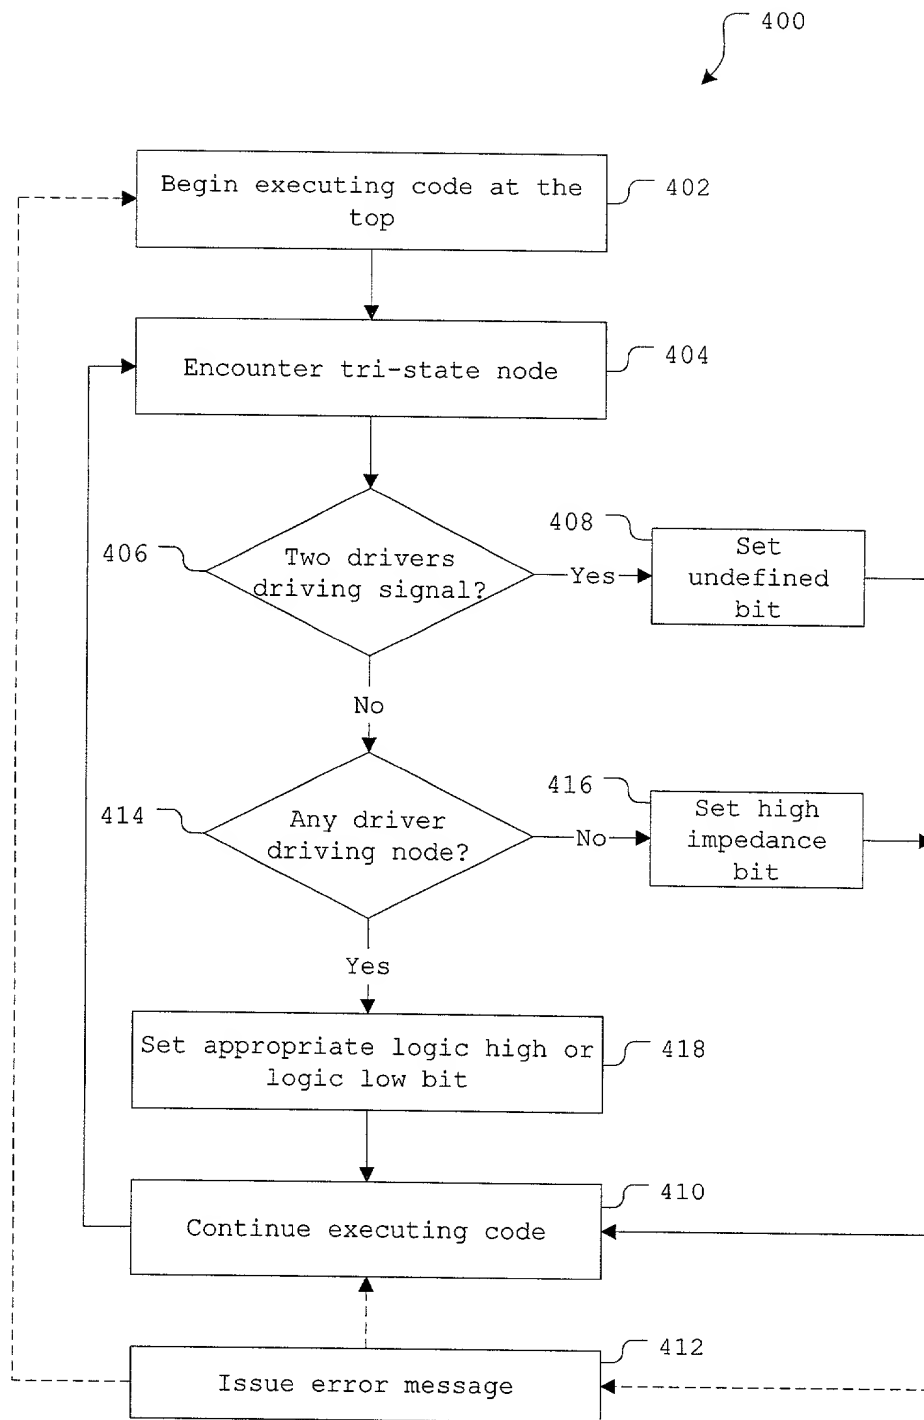 400
Begin executing code at the
top
402
Encounter tri-state node
404
406
Two drivers
driving signal?
Yes
408
Set
undefined
bit
No
414
Any driver
driving node?
No
416
Set high
impedance
bit
Yes
Set appropriate logic high or
logic low bit
418
410
Continue executing code
412
Issue error message